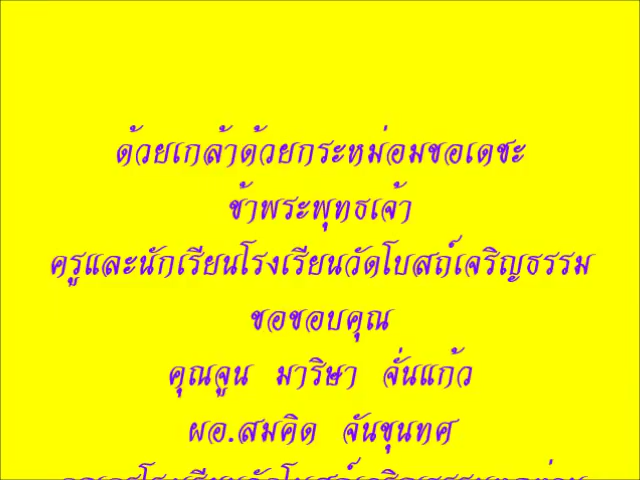 ด้วยเกล้าด้วยกระหม่อมขอเดชะ
ข้าพระพุทธเจ้า
ครูและนักเรียนโรงเรียนวัดโบสถ์เจริญธรรม
ขอขอบคุณ
คุณจูน มาริษา จั่นแก้ว
ผอ.สมคิด จันขุนทศ